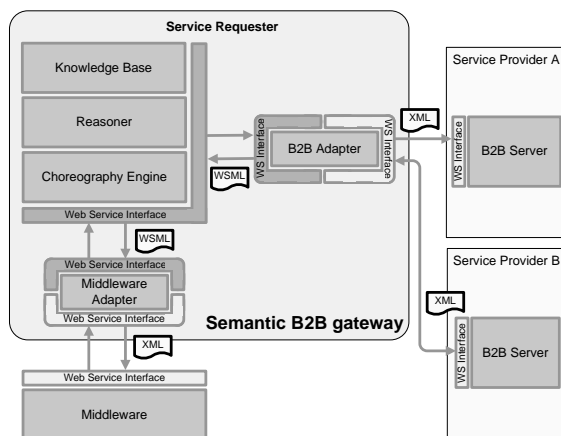 Service Requester
Knowledge Base
Reasoner
Choreography Engine
Web Service Interface
WSML
Web Service Interface
Middleware
Adapter
Web Service Interface
XML
Web Service Interface
Middleware
Semantic B2B gateway
WS Interface
B2B Adapter
WS Interface
WSML
XML
Service Provider A
WS Interface
B2B Server
Service Provider B
XML
WS Interface
B2B Server